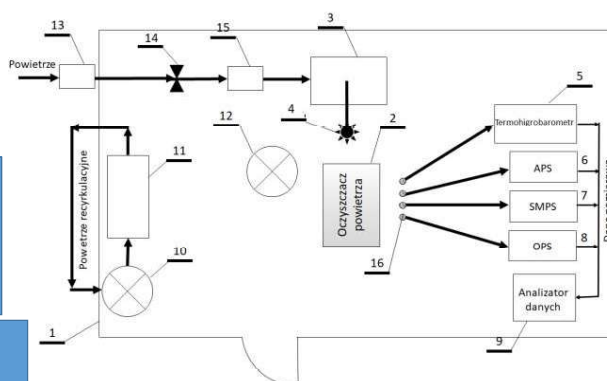 13
14
15
3
Powietrze
4
2
5
Termohigrobarometr
12
11
Powietrze recyrkulacyjne
Oczyszczacz
powietrza
APS
6
SMPS
7
OPS
8
10
16
Analizator
danych
1
9